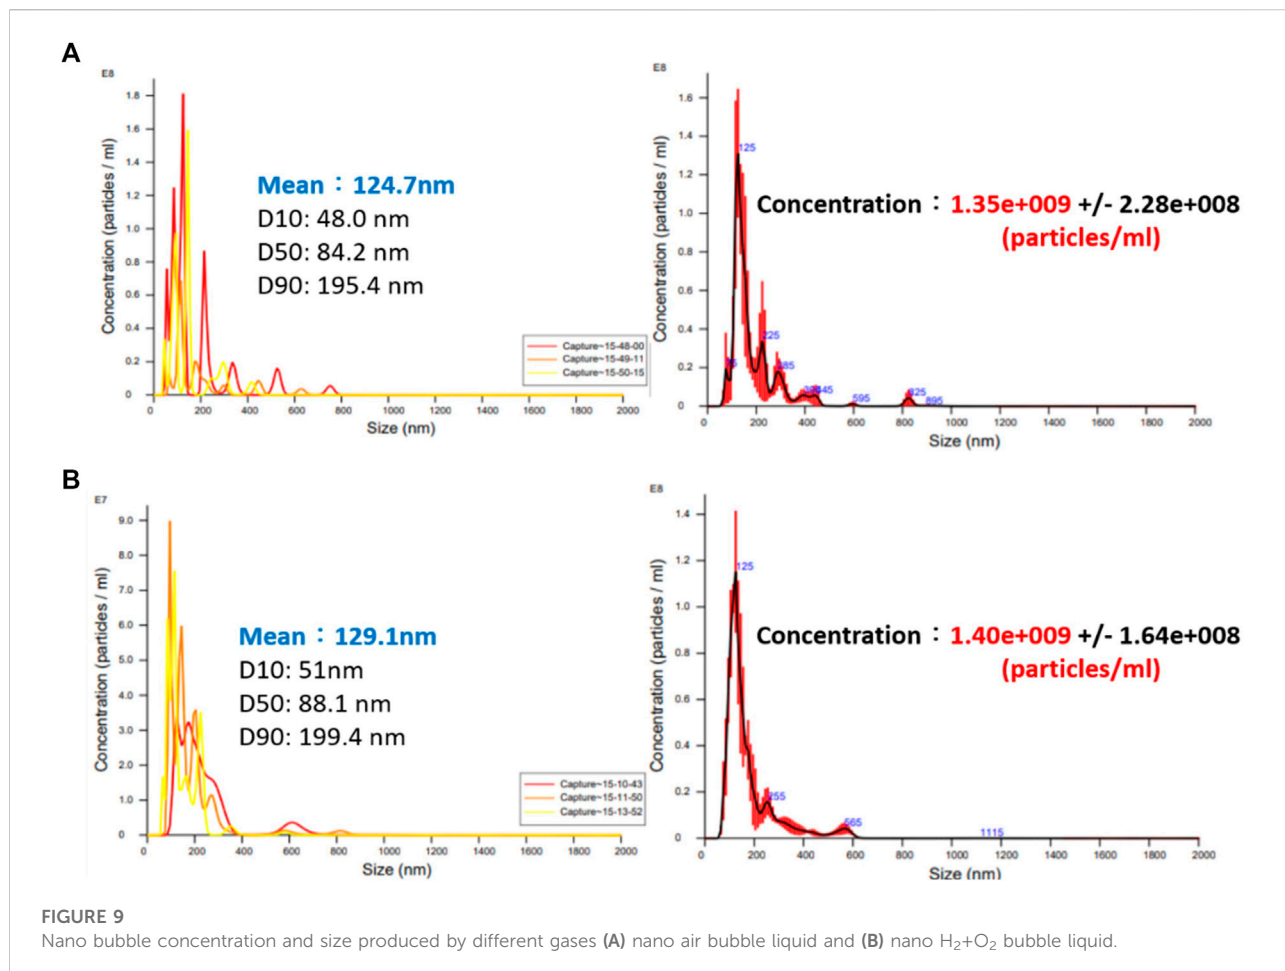 A
E8
Concentration (particles / ml)
1.8
1.6
1.4
1.2
1.0
0.8
0.6
0.4
0.2
0
0 200 400 600 800 1000 1200 1400 1600 1800 2000
Size (nm)
Mean：124.7nm
D10: 48.0 nm
D50: 84.2 nm
D90: 195.4 nm
Capture~15-48-00
Capture~15-49-11
Capture~15-50-15
E8
Concentration (particles / ml)
1.6
1.4
1.2
1.0
0.8
0.6
0.4
0.2
0
125
225
595
825
895
0 200 400 600 800 1000 1200 1400 1600 1800 2000
Size (nm)
Concentration：1.35e+009 +/- 2.28e+008
(particles/ml)
B
E7
Concentration (particles / ml)
9.0
8.0
7.0
6.0
5.0
4.0
3.0
2.0
1.0
0
0 200 400 600 800 1000 1200 1400 1600 1800 2000
Size (nm)
Mean：129.1nm
D10: 51nm
D50: 88.1 nm
D90: 199.4 nm
Capture~15-10-43
Capture~15-11-50
Capture~15-13-52
E8
Concentration (particles / ml)
1.4
1.2
1.0
0.8
0.6
0.4
0.2
0
125
255
565
1115
0 200 400 600 800 1000 1200 1400 1600 1800 2000
Size (nm)
Concentration：1.40e+009 +/- 1.64e+008
(particles/ml)
FIGURE 9
Nano bubble concentration and size produced by different gases (A) nano air bubble liquid and (B) nano H₂+O₂ bubble liquid.